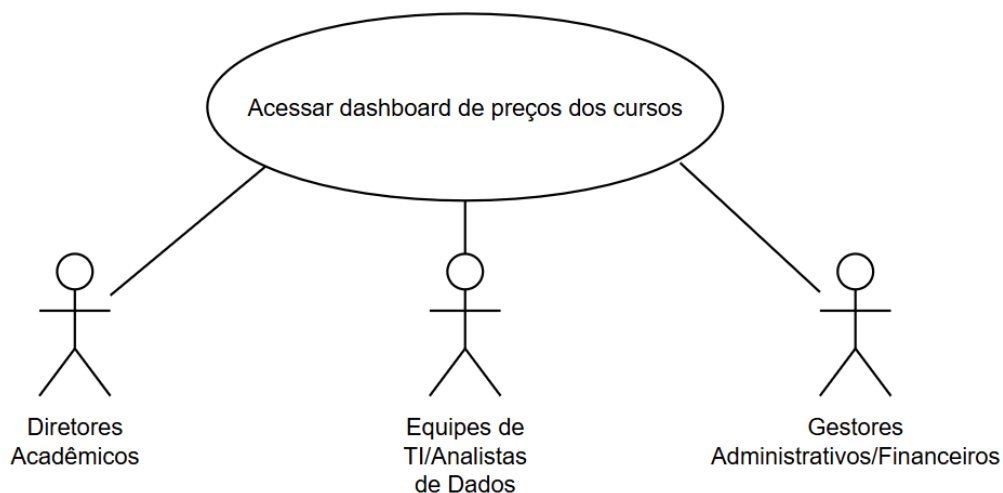 Acessar dashboard de preços dos cursos
Diretores
Acadêmicos
Equipes de
TI/Analistas
de Dados
Gestores
Administrativos/Financeiros